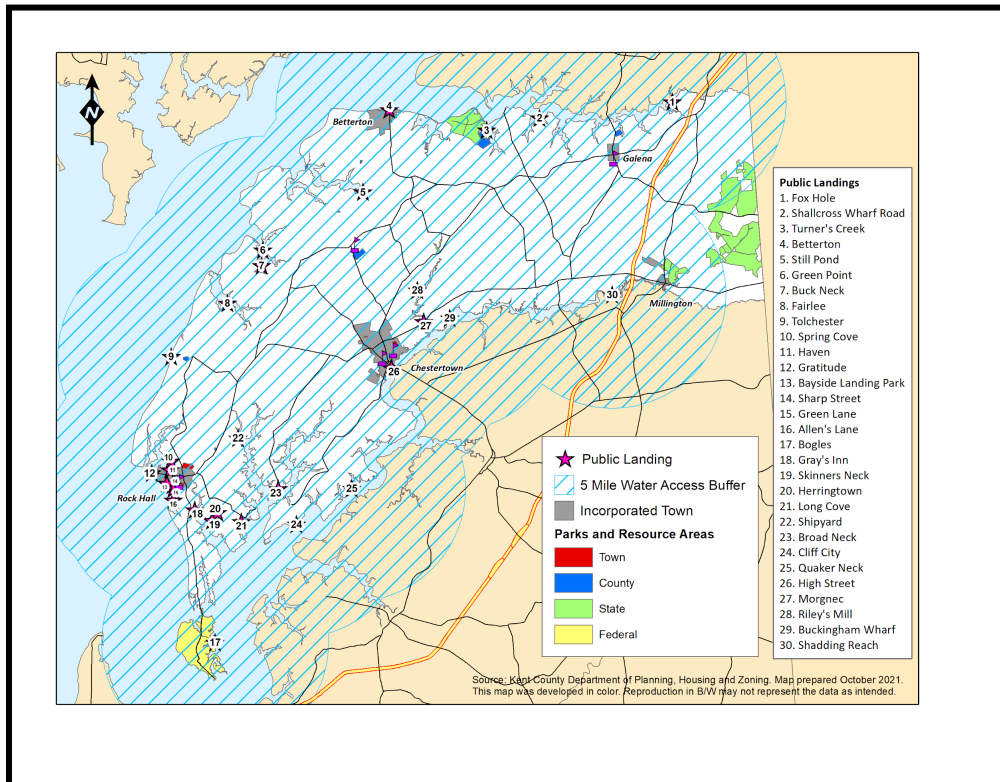 N
Betterton
4
3
2
1
Galena
5
6
7
8
28
27
29
30
Millington
9
Chestertown
26
22
10
12
11
13
14
15
16
Rock Hall
18
20
19
21
23
25
24
17
Public Landings
1. Fox Hole
2. Shallcross Wharf Road
3. Turner's Creek
4. Betterton
5. Still Pond
6. Green Point
7. Buck Neck
8. Fairlee
9. Tolchester
10. Spring Cove
11. Haven
12. Gratitude
13. Bayside Landing Park
14. Sharp Street
15. Green Lane
16. Allen's Lane
17. Bogles
18. Gray's Inn
19. Skinners Neck
20. Herringtown
21. Long Cove
22. Shipyard
23. Broad Neck
24. Cliff City
25. Quaker Neck
26. High Street
27. Morgnec
28. Riley's Mill
29. Buckingham Wharf
30. Shadding Reach
Public Landing
5 Mile Water Access Buffer
Incorporated Town
Parks and Resource Areas
Town
County
State
Federal
Source: Kent County Department of Planning, Housing and Zoning. Map prepared October 2021.
This map was developed in color. Reproduction in B/W may not represent the data as intended.